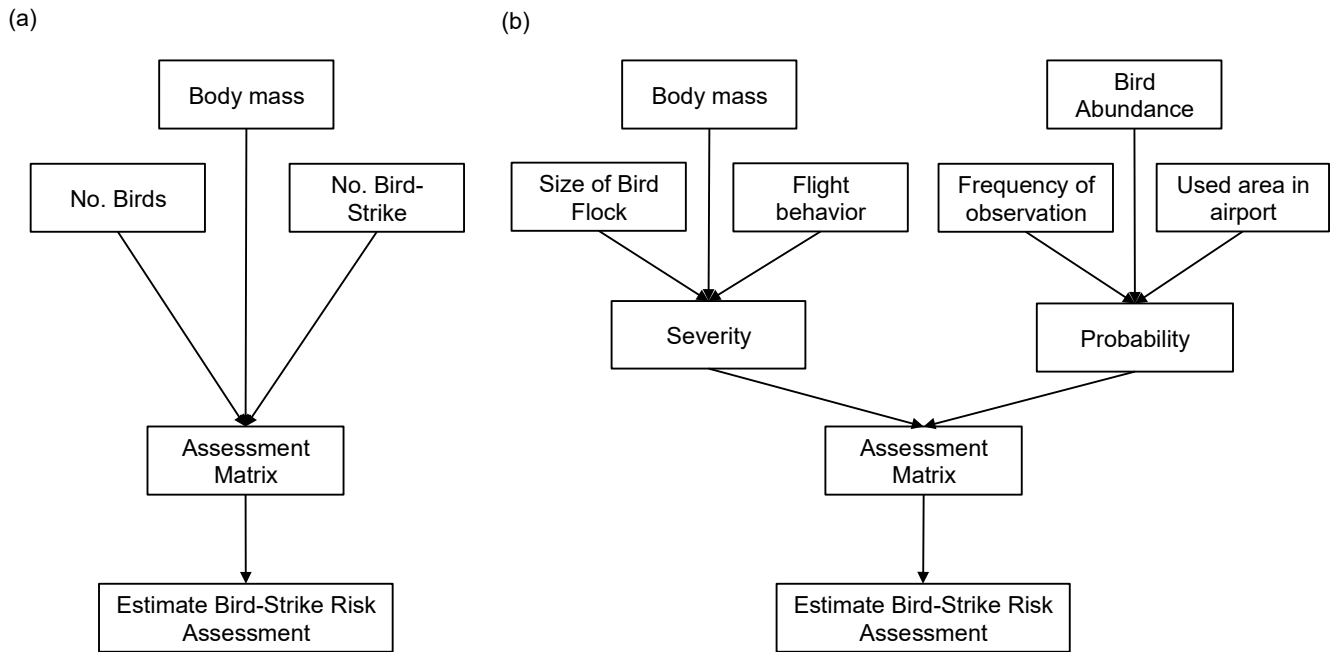 (a)
Body mass
No. Birds
No. Bird-
Strike
Assessment
Matrix
Estimate Bird-Strike Risk
Assessment
(b)
Body mass
Bird
Abundance
Size of Bird
Flock
Flight
behavior
Frequency of
observation
Used area in
airport
Severity
Probability
Assessment
Matrix
Estimate Bird-Strike Risk
Assessment